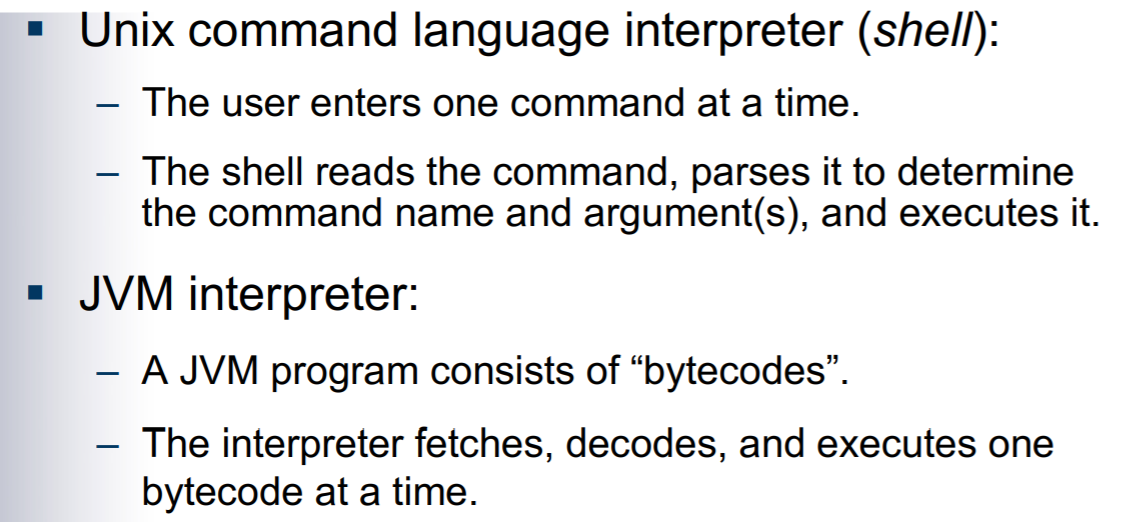 ▪ Unix command language interpreter (shell):
– The user enters one command at a time.
– The shell reads the command, parses it to determine
the command name and argument(s), and executes it.
▪ JVM interpreter:
– A JVM program consists of “bytecodes”.
– The interpreter fetches, decodes, and executes one
bytecode at a time.